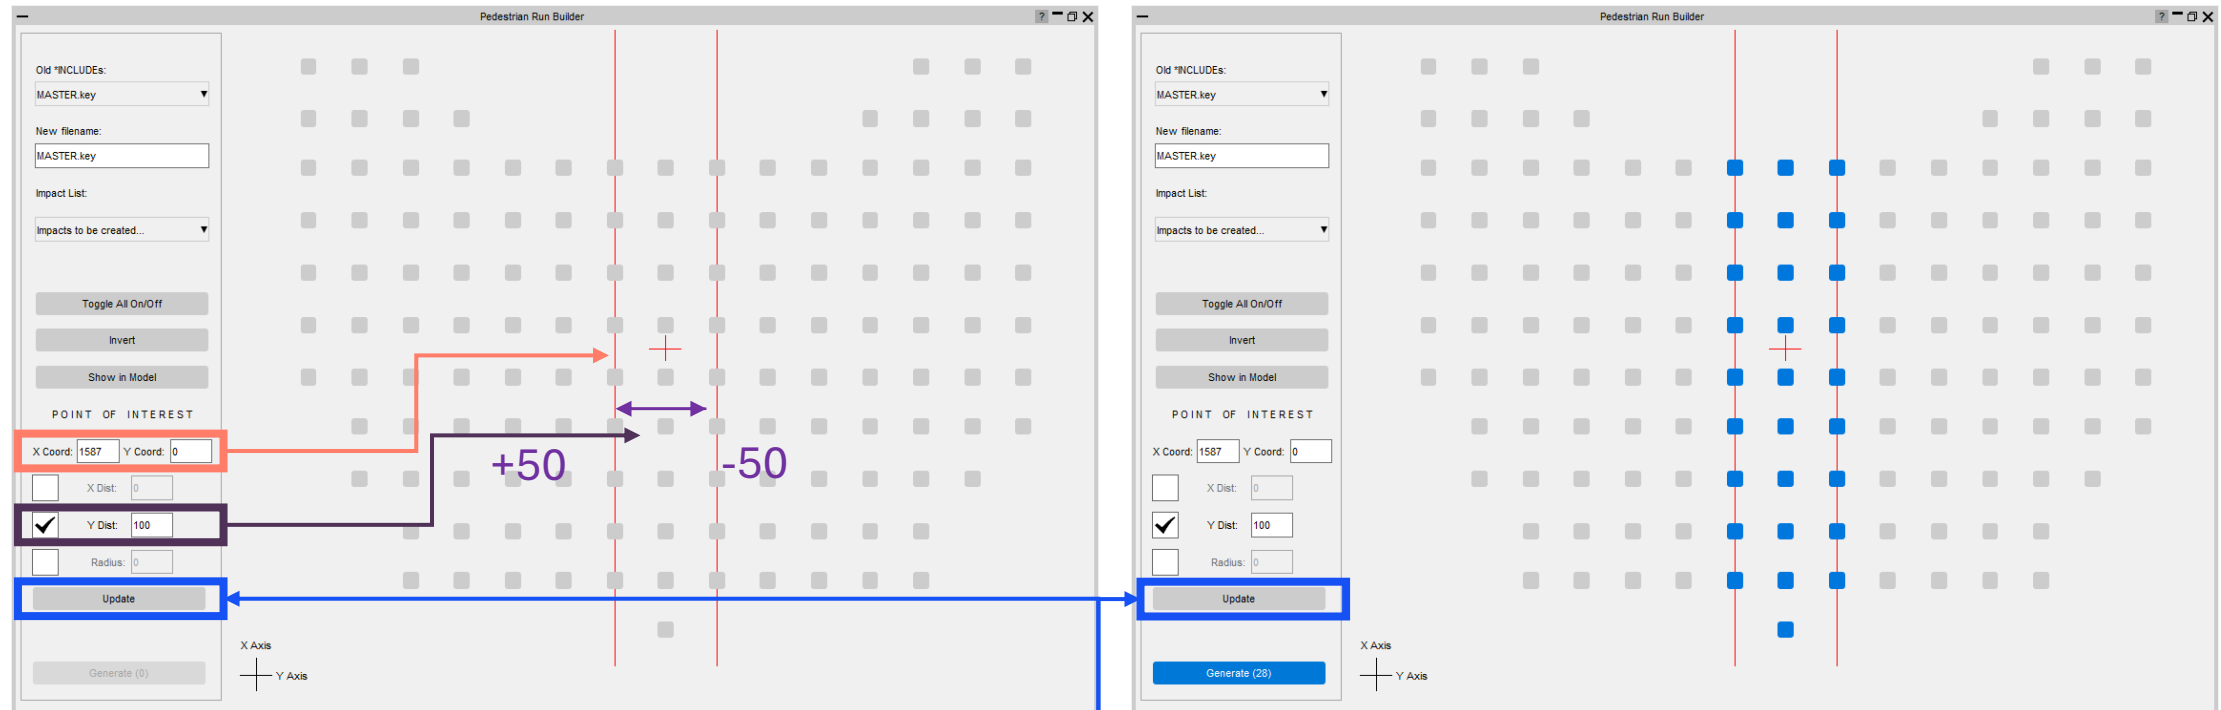 Pedestrian Run Builder
?
Old *INCLUDEs:
MASTER.key
New filename:
MASTER.key
Impact List:
Impacts to be created...
Toggle All On/Off
Invert
Show in Model
POINT OF INTEREST
X Coord: 1587 Y Coord: 0
X Dist: 0
Y Dist: 100
Radius: 0
Update
Generate (0)
+50
-50
X Axis
Y Axis
Pedestrian Run Builder
?
Old *INCLUDEs:
MASTER.key
New filename:
MASTER.key
Impact List:
Impacts to be created...
Toggle All On/Off
Invert
Show in Model
POINT OF INTEREST
X Coord: 1587 Y Coord: 0
X Dist: 0
Y Dist: 100
Radius: 0
Update
Generate (28)
X Axis
Y Axis